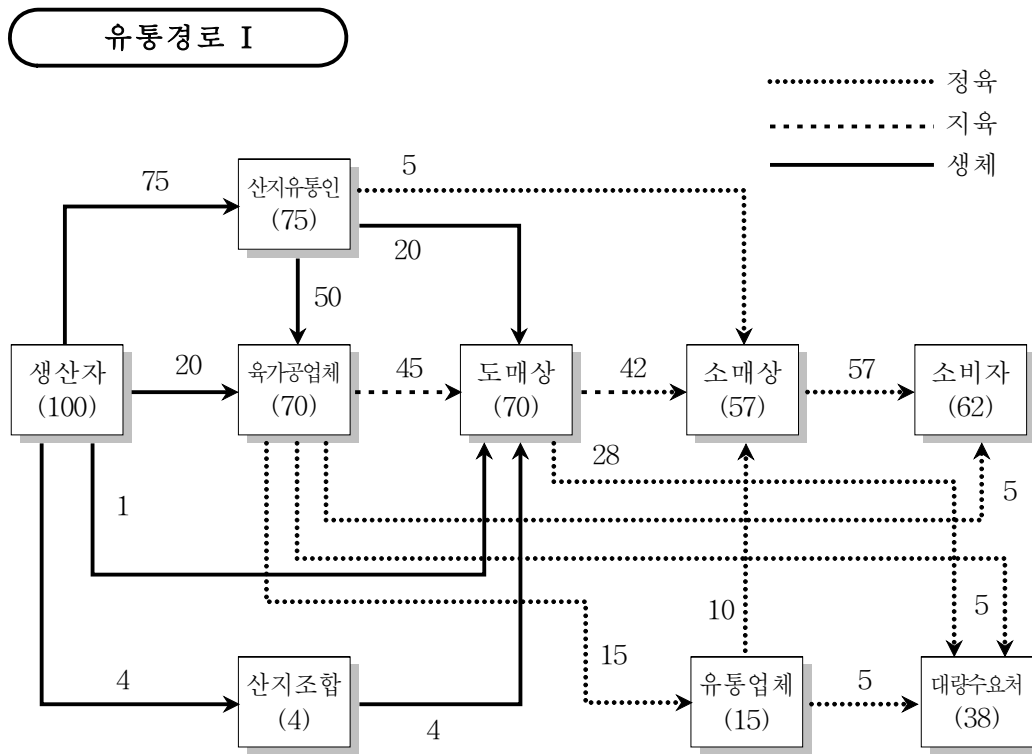 유통경로 I
정육
지육
생체
75
산지유통인
(75)
5
20
50
생산자
(100)
20
육가공업체
(70)
45
도매상
(70)
42
소매상
(57)
57
소비자
(62)
28
1
5
10
5
15
4
산지조합
(4)
4
유통업체
(15)
5
대량수요처
(38)